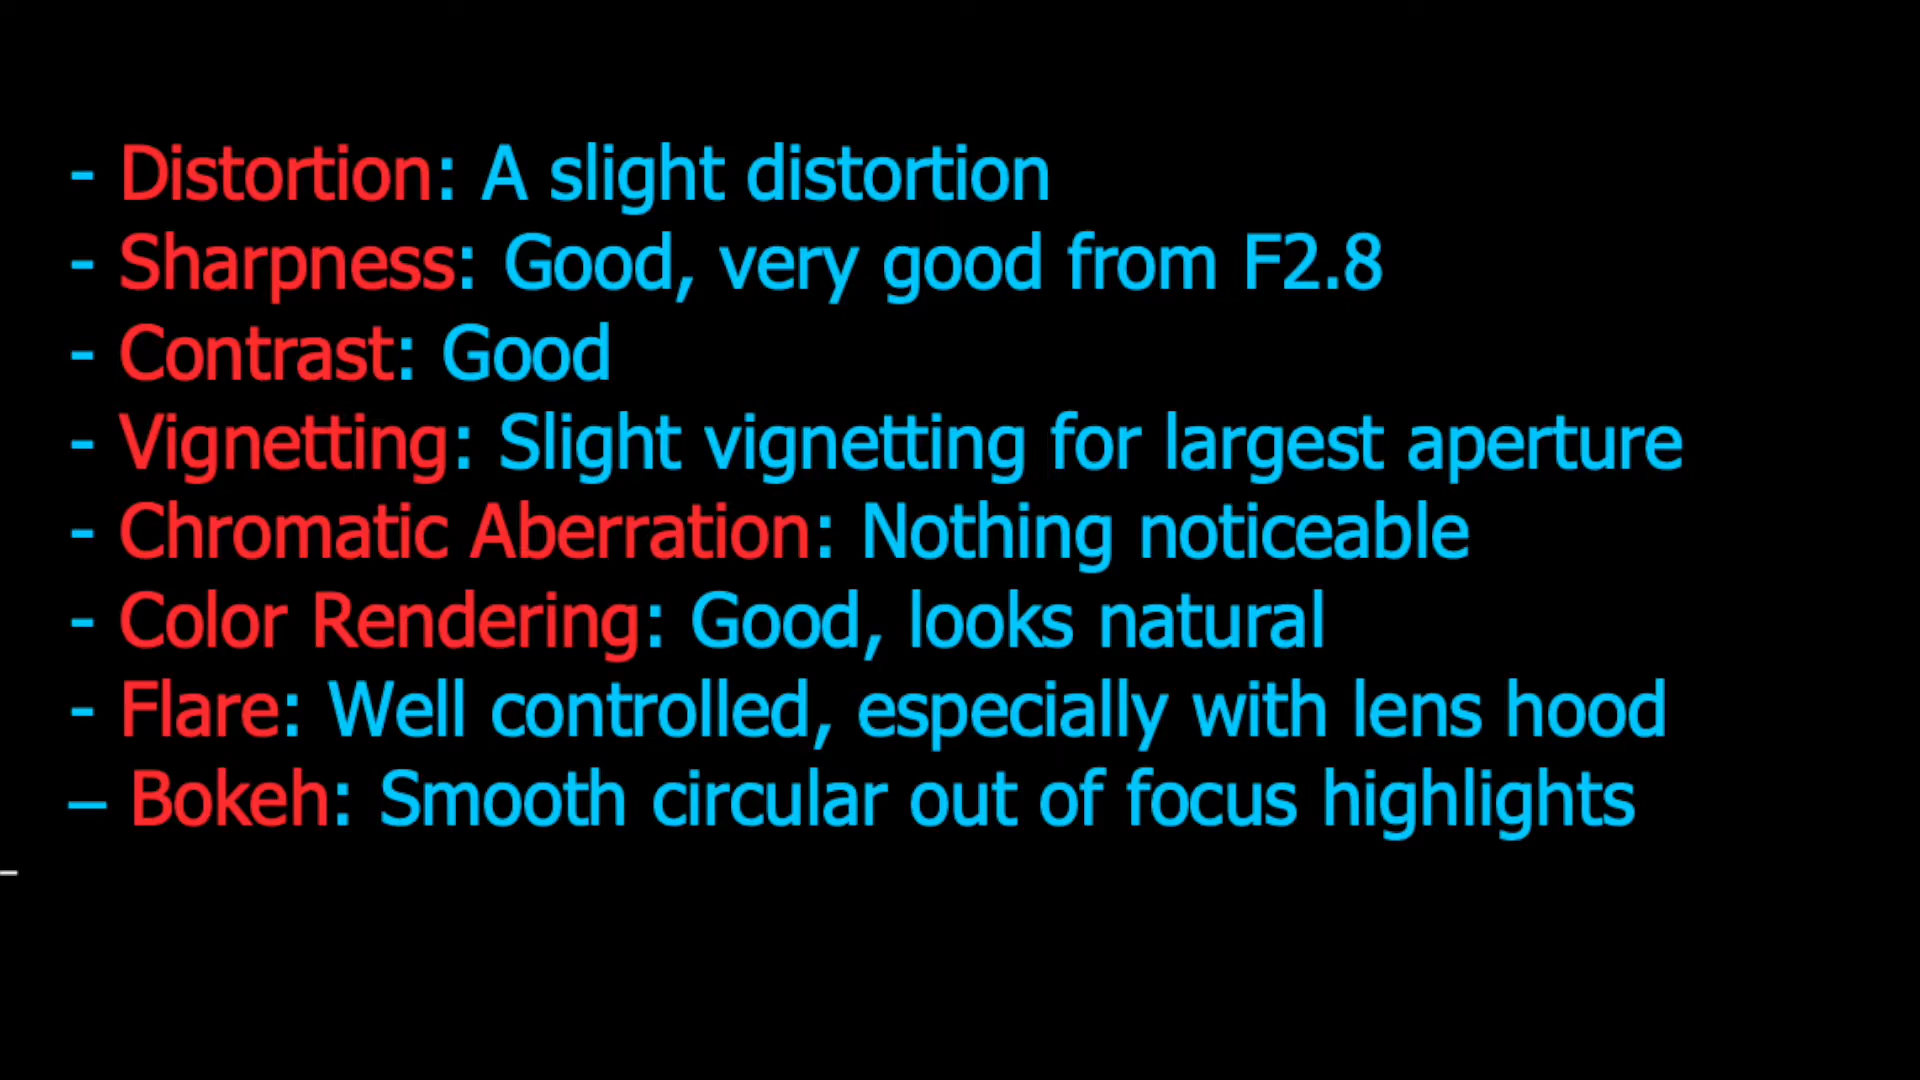 - Distortion: A slight distortion
- Sharpness: Good, very good from F2.8
- Contrast: Good
- Vignetting: Slight vignetting for largest aperture
- Chromatic Aberration: Nothing noticeable
- Color Rendering: Good, looks natural
- Flare: Well controlled, especially with lens hood
– Bokeh: Smooth circular out of focus highlights
-